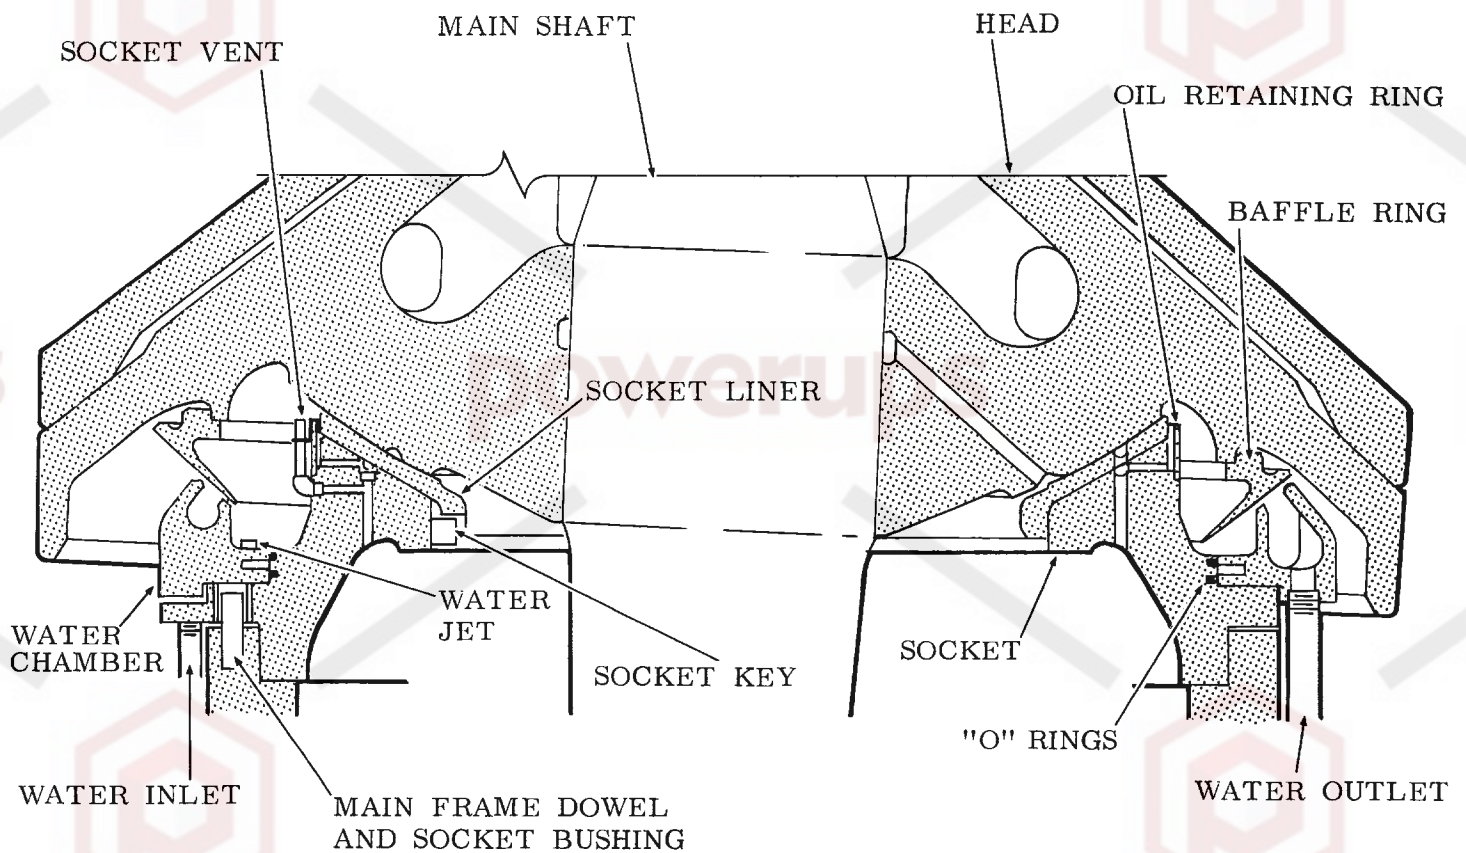 MAIN SHAFT
HEAD
SOCKET VENT
OIL RETAINING RING
BAFFLE RING
powerups
SOCKET LINER
WATER
JET
WATER
CHAMBER
SOCKET
SOCKET KEY
"O" RINGS
WATER INLET
WATER OUTLET
MAIN FRAME DOWEL
AND SOCKET BUSHING
s